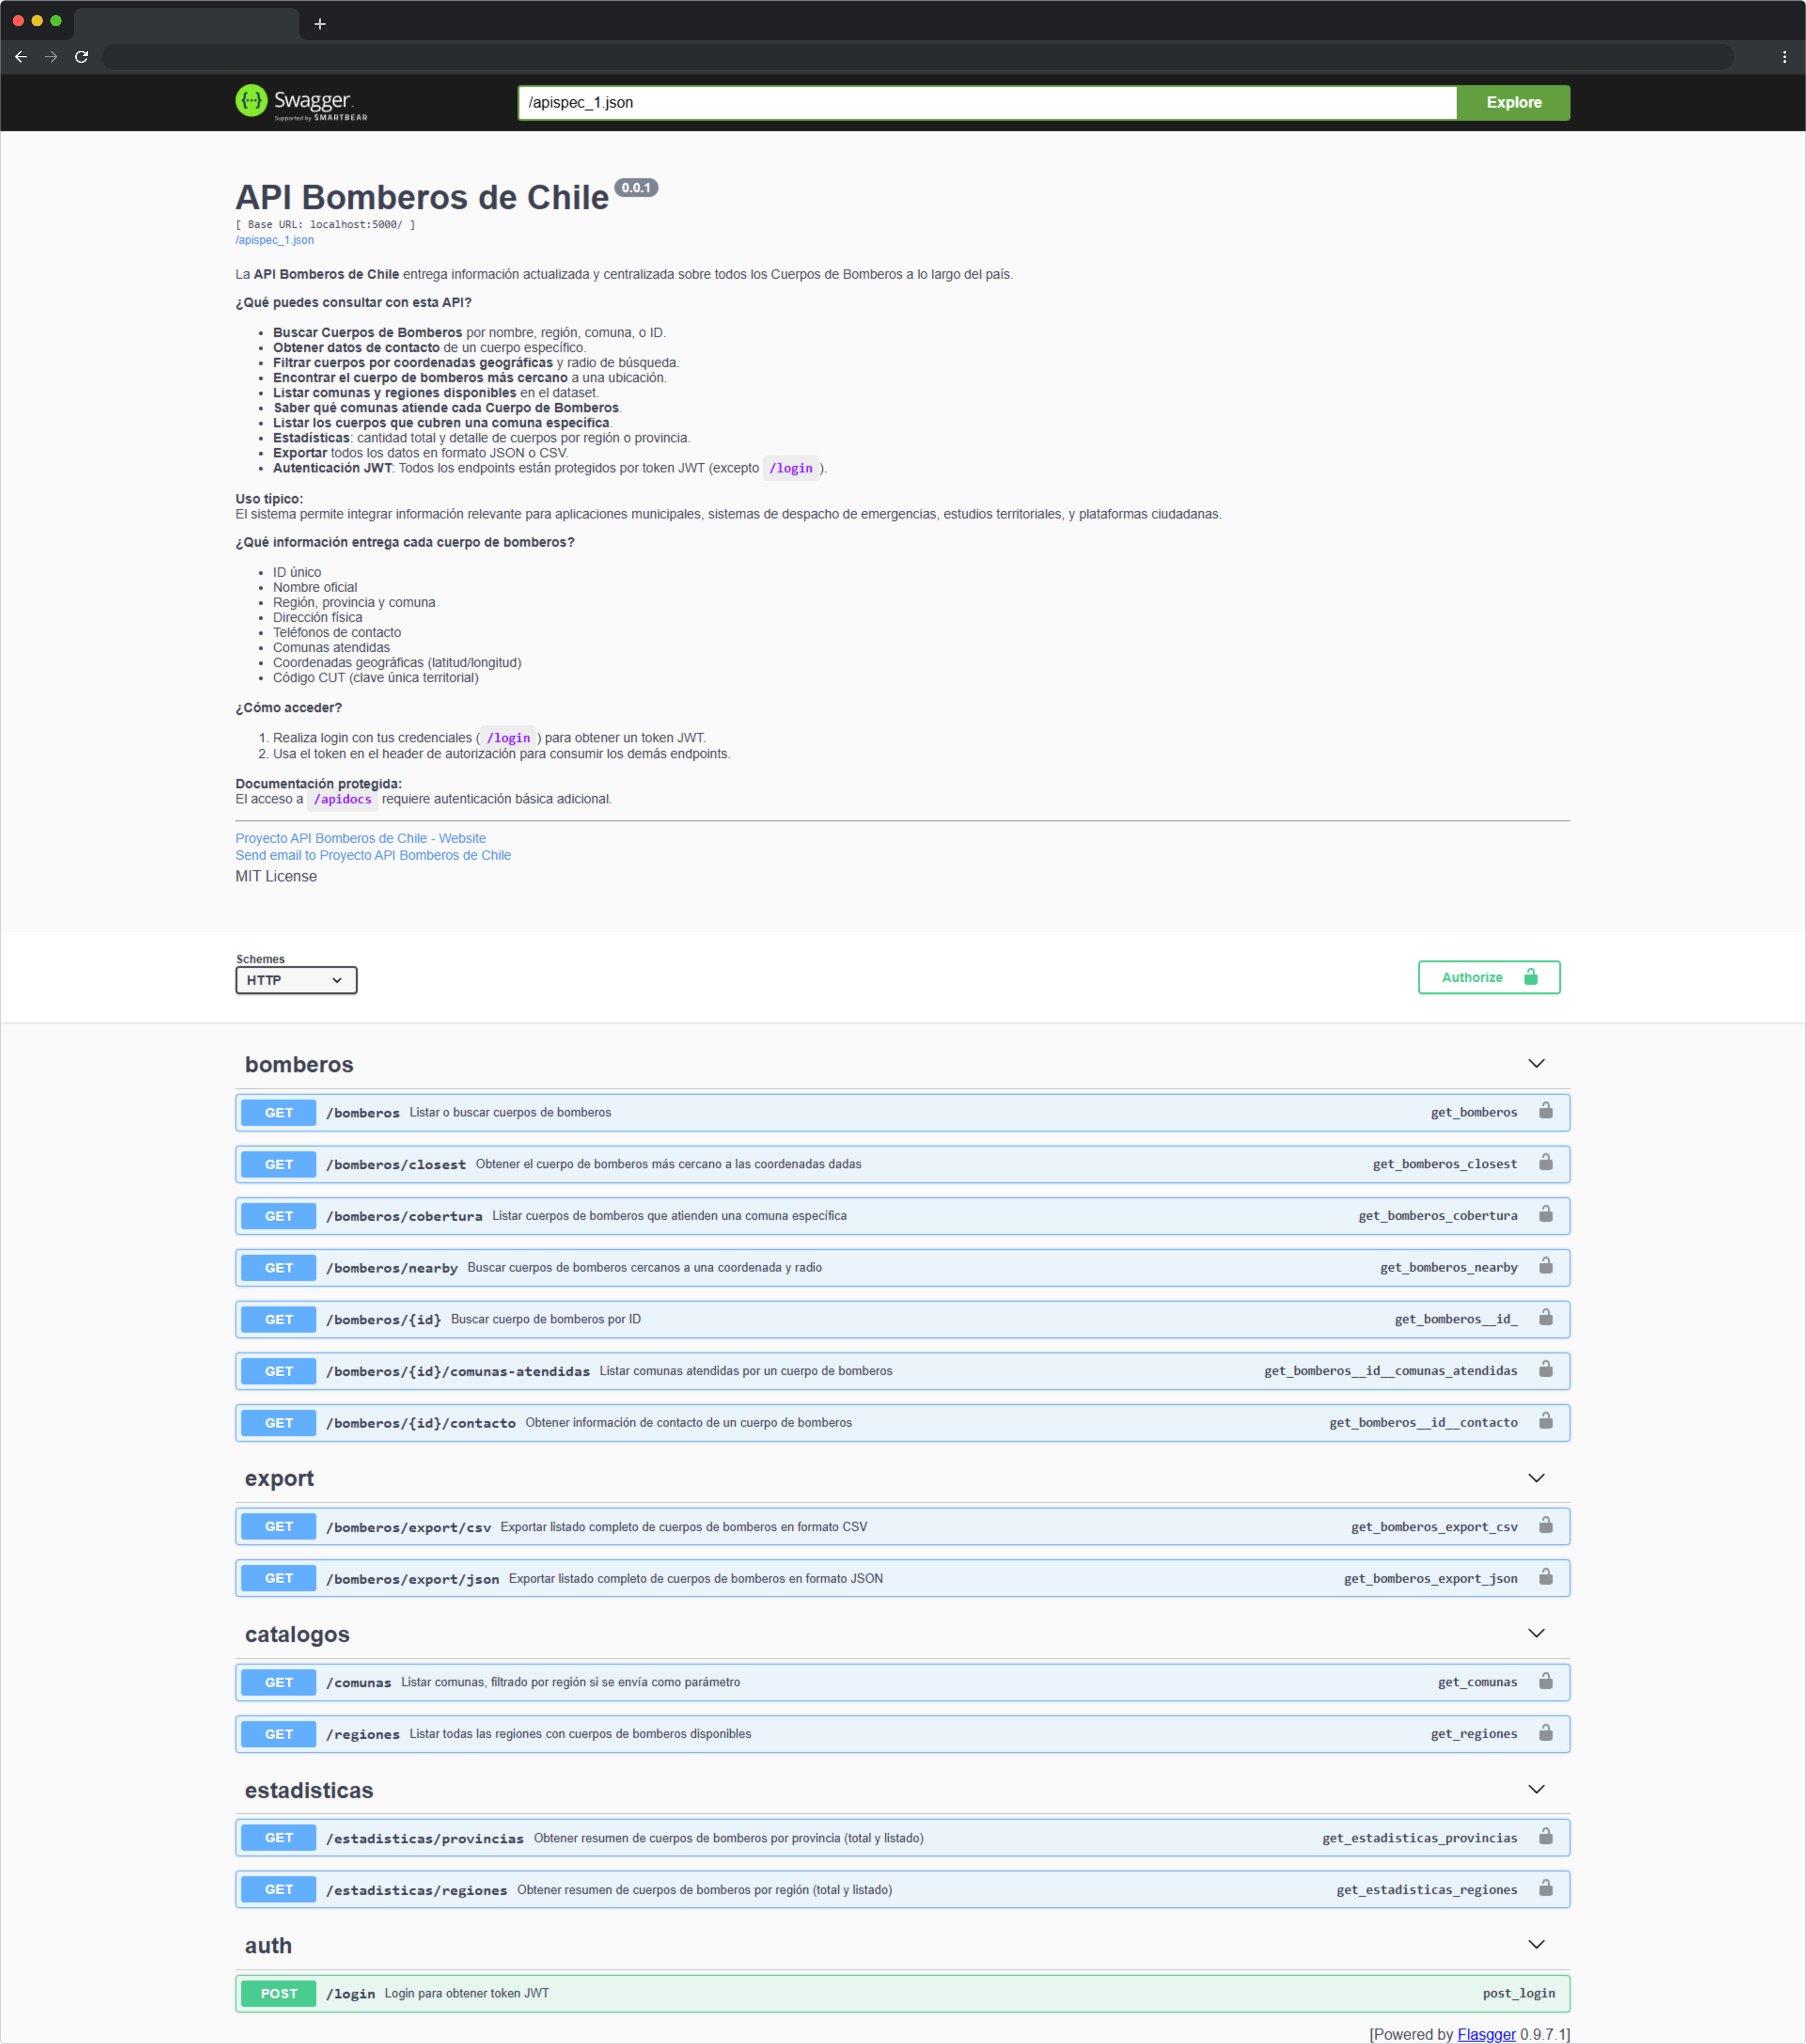 Swagger.
Supported by SMARTBEAR
/apispec_1.json
Explore
API Bomberos de Chile 0.0.1
[ Base URL: localhost:5000/ ]
/apispec_1.json
La API Bomberos de Chile entrega información actualizada y centralizada sobre todos los Cuerpos de Bomberos a lo largo del país.
¿Qué puedes consultar con esta API?
• Buscar Cuerpos de Bomberos por nombre, región, comuna, o ID.
• Obtener datos de contacto de un cuerpo específico.
• Filtrar cuerpos por coordenadas geográficas y radio de búsqueda.
• Encontrar el cuerpo de bomberos más cercano a una ubicación.
• Listar comunas y regiones disponibles en el dataset.
• Saber qué comunas atiende cada Cuerpo de Bomberos.
• Listar los cuerpos que cubren una comuna específica.
• Estadísticas: cantidad total y detalle de cuerpos por región o provincia.
• Exportar todos los datos en formato JSON o CSV.
• Autenticación JWT: Todos los endpoints están protegidos por token JWT (excepto /login ).
Uso típico:
El sistema permite integrar información relevante para aplicaciones municipales, sistemas de despacho de emergencias, estudios territoriales, y plataformas ciudadanas.
¿Qué información entrega cada cuerpo de bomberos?
• ID único
• Nombre oficial
• Región, provincia y comuna
• Dirección física
• Teléfonos de contacto
• Comunas atendidas
• Coordenadas geográficas (latitud/longitud)
• Código CUT (clave única territorial)
¿Cómo acceder?
1. Realiza login con tus credenciales ( /login ) para obtener un token JWT.
2. Usa el token en el header de autorización para consumir los demás endpoints.
Documentación protegida:
El acceso a /apidocs requiere autenticación básica adicional.
Proyecto API Bomberos de Chile - Website
Send email to Proyecto API Bomberos de Chile
MIT License
Schemes
HTTP
Authorize
bomberos
GET /bomberos Listar o buscar cuerpos de bomberos get_bomberos
GET /bomberos/closest Obtener el cuerpo de bomberos más cercano a las coordenadas dadas get_bomberos_closest
GET /bomberos/cobertura Listar cuerpos de bomberos que atienden una comuna específica get_bomberos_cobertura
GET /bomberos/nearby Buscar cuerpos de bomberos cercanos a una coordenada y radio get_bomberos_nearby
GET /bomberos/{id} Buscar cuerpo de bomberos por ID get_bomberos__id_
GET /bomberos/{id}/comunas-atendidas Listar comunas atendidas por un cuerpo de bomberos get_bomberos__id__comunas_atendidas
GET /bomberos/{id}/contacto Obtener información de contacto de un cuerpo de bomberos get_bomberos__id__contacto
export
GET /bomberos/export/csv Exportar listado completo de cuerpos de bomberos en formato CSV get_bomberos_export_csv
GET /bomberos/export/json Exportar listado completo de cuerpos de bomberos en formato JSON get_bomberos_export_json
catalogos
GET /comunas Listar comunas, filtrado por región si se envía como parámetro get_comunas
GET /regiones Listar todas las regiones con cuerpos de bomberos disponibles get_regiones
estadisticas
GET /estadisticas/provincias Obtener resumen de cuerpos de bomberos por provincia (total y listado) get_estadisticas_provincias
GET /estadisticas/regiones Obtener resumen de cuerpos de bomberos por región (total y listado) get_estadisticas_regiones
auth
POST /login Login para obtener token JWT post_login
[Powered by Flasgger 0.9.7.1]